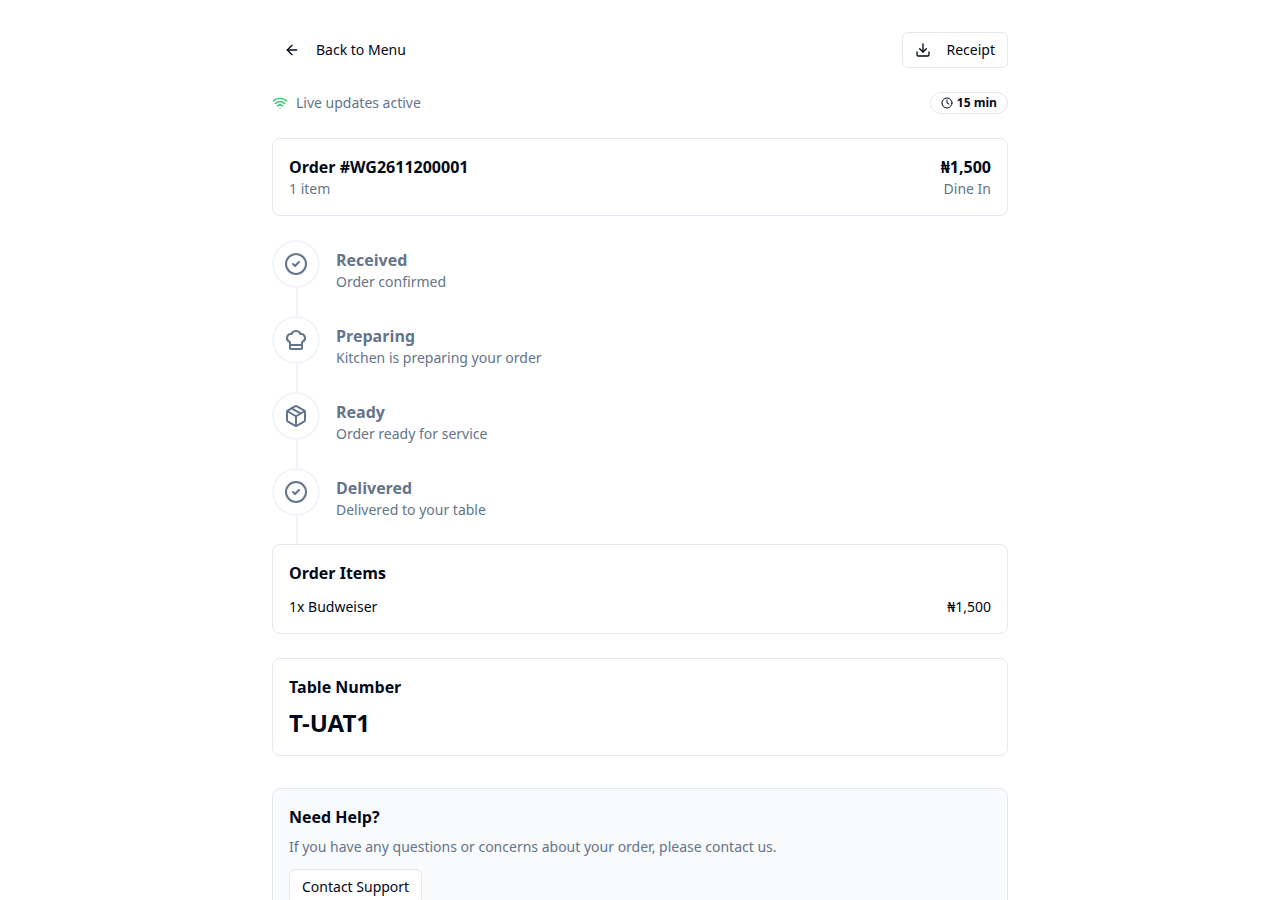 Back to Menu
Receipt
Live updates active
15 min
Order #WG2611200001
₦1,500
1 item
Dine In
Received
Order confirmed
Preparing
Kitchen is preparing your order
Ready
Order ready for service
Delivered
Delivered to your table
Order Items
1x Budweiser
₦1,500
Table Number
T-UAT1
Need Help?
If you have any questions or concerns about your order, please contact us.
Contact Support